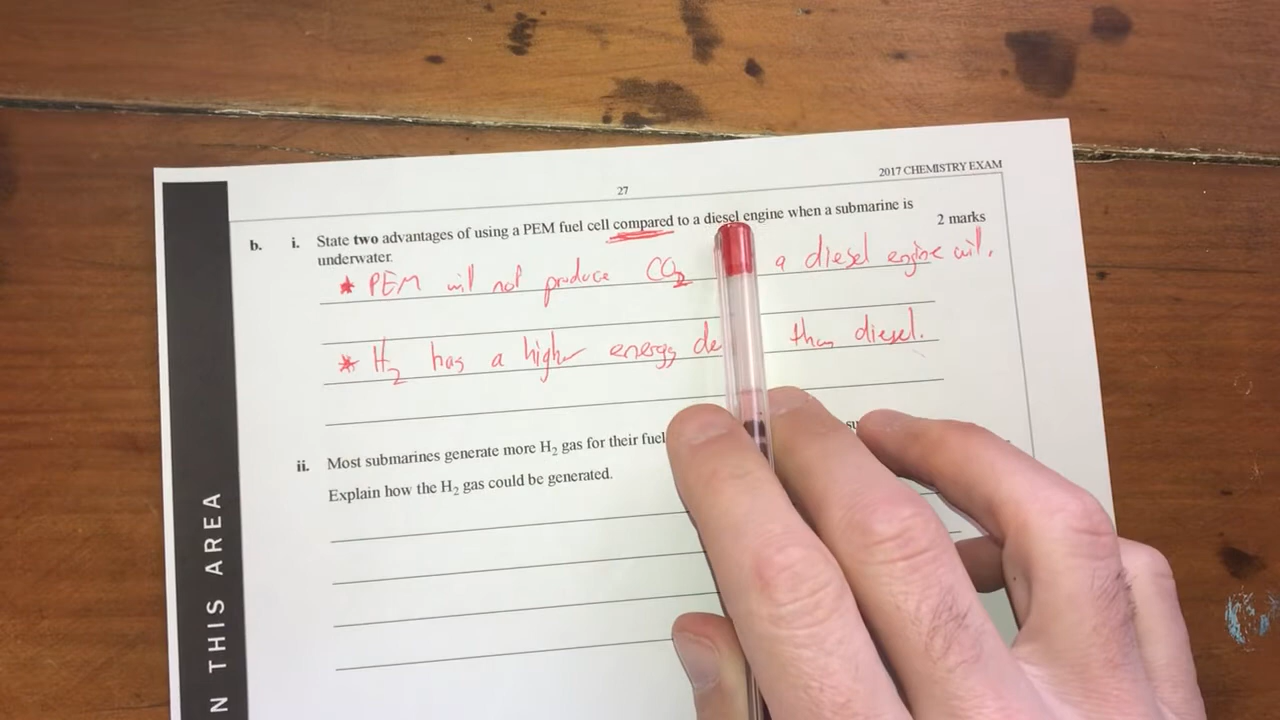 2017 CHEMISTRY EXAM
27
b. i. State two advantages of using a PEM fuel cell compared to a diesel engine when a submarine is
underwater.
2 marks
* PEM will not produce CO2 a diesel engine will.
* H2 has a higher energy de than diesel.
ii. Most submarines generate more H2 gas for their fuel su
Explain how the H2 gas could be generated.
N THIS AREA